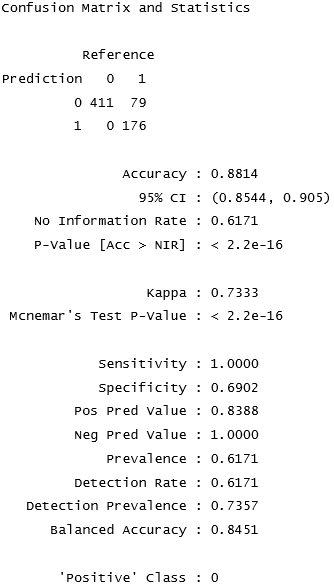 Confusion Matrix and Statistics
Reference
Prediction 0 1
0 411 79
1 0 176
Accuracy : 0.8814
95% CI : (0.8544, 0.905)
No Information Rate : 0.6171
P-Value [Acc > NIR] : < 2.2e-16
Kappa : 0.7333
Mcnemar's Test P-Value : < 2.2e-16
Sensitivity : 1.0000
Specificity : 0.6902
Pos Pred Value : 0.8388
Neg Pred Value : 1.0000
Prevalence : 0.6171
Detection Rate : 0.6171
Detection Prevalence : 0.7357
Balanced Accuracy : 0.8451
'Positive' Class : 0